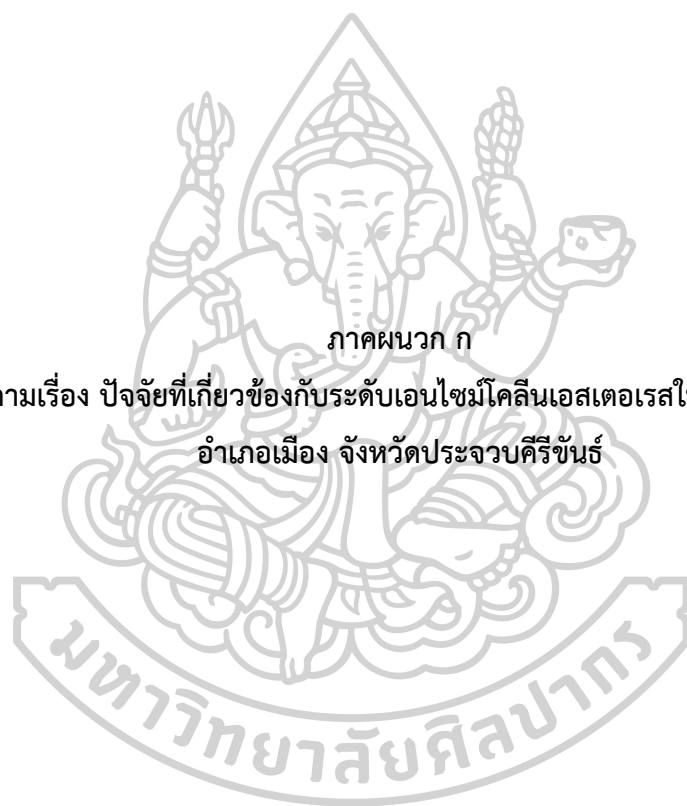 ภาคผนวก ก
ปัจจัยที่เกี่ยวข้องกับระดับเอนไซม์โคลีนเอสเตอเรส
อำเภอเมือง จังหวัดประจวบคีรีขันธ์
มหาวิทยาลัยศิลปากร